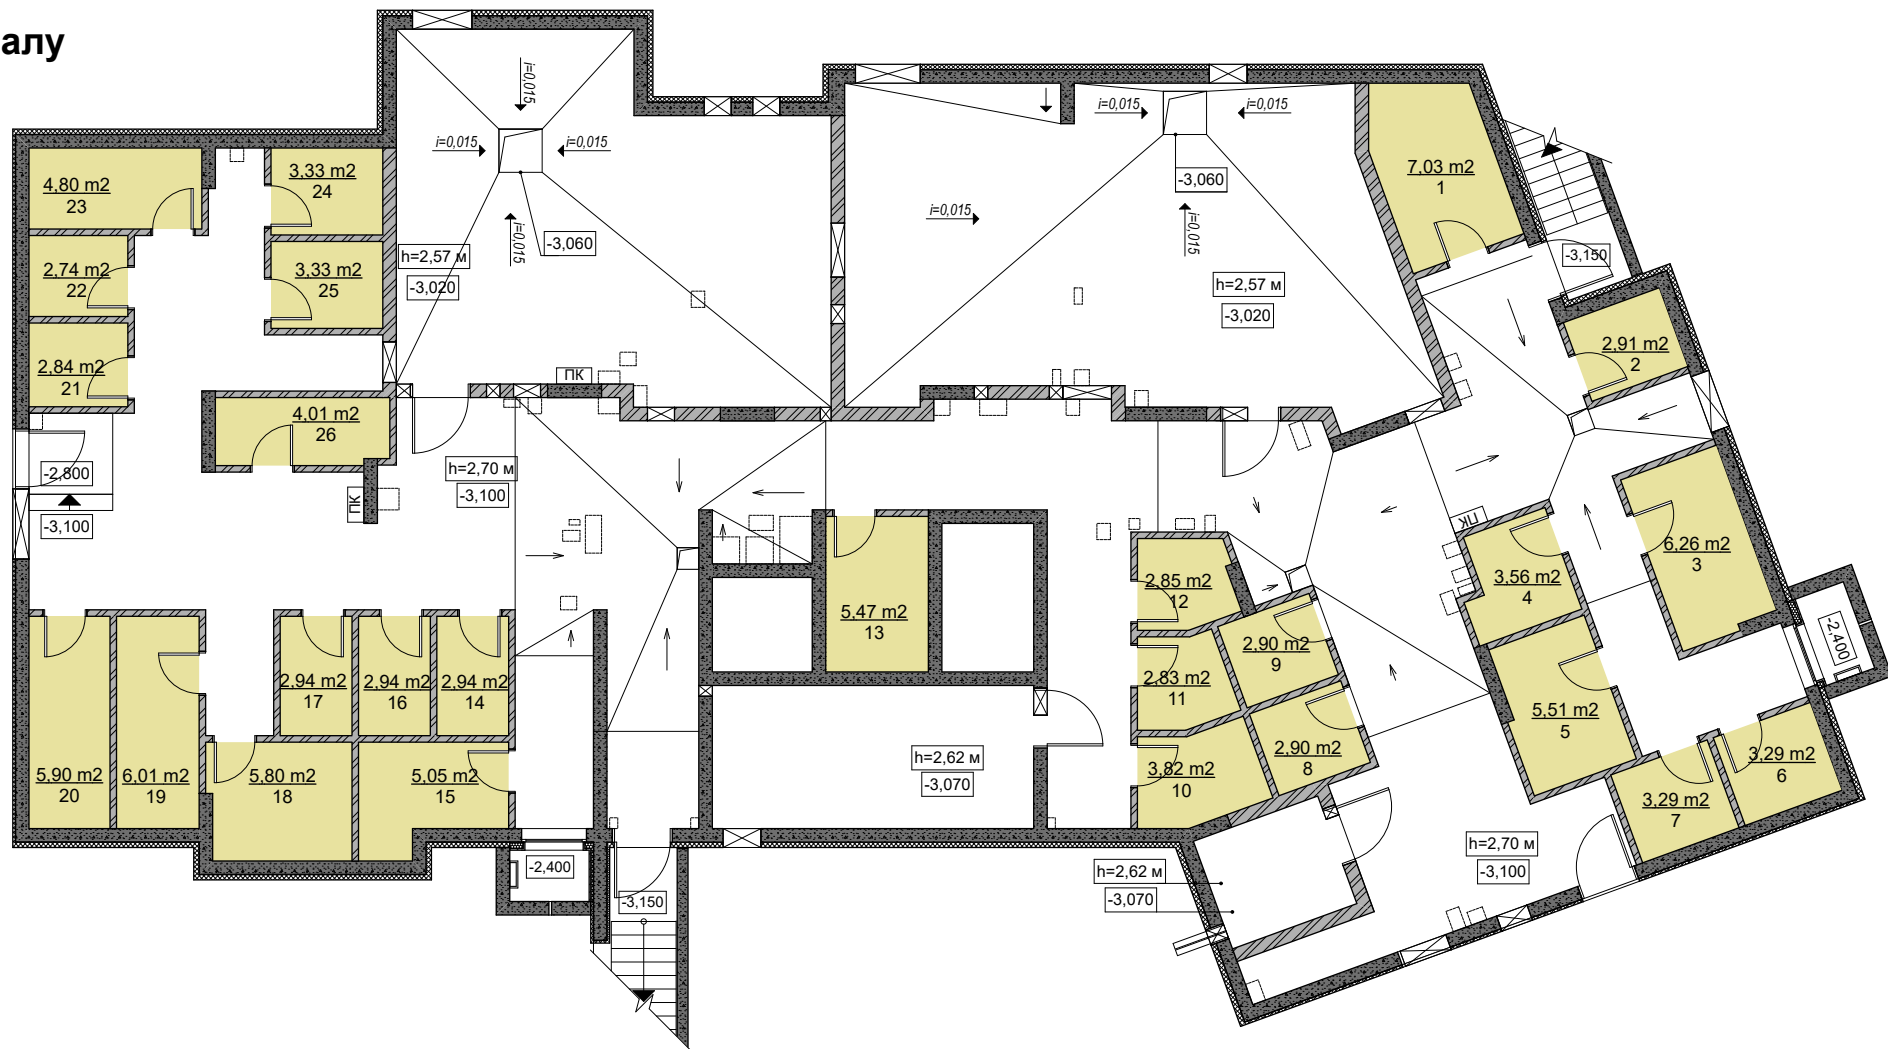 алу
i=0,015
i=0,015
i=0,015
i=0,015
-3,060
h=2,57 м
-3,020
i=0,015
i=0,015
i=0,015
i=0,015
-3,060
h=2,57 м
-3,020
7,03 m2
1
-3,150
2,91 m2
2
4,80 m2
23
3,33 m2
24
2,74 m2
22
3,33 m2
25
2,84 m2
21
4,01 m2
26
ПК
ПК
ПК
-2,800
-3,100
h=2,70 м
-3,100
6,26 m2
3
3,56 m2
4
5,51 m2
5
3,29 m2
6
3,29 m2
7
-2,400
2,85 m2
12
2,90 m2
9
2,83 m2
11
2,90 m2
8
3,82 m2
10
5,47 m2
13
2,94 m2
17
2,94 m2
16
2,94 m2
14
5,90 m2
20
6,01 m2
19
5,80 m2
18
5,05 m2
15
h=2,62 м
-3,070
-2,400
-3,150
h=2,62 м
-3,070
h=2,70 м
-3,100